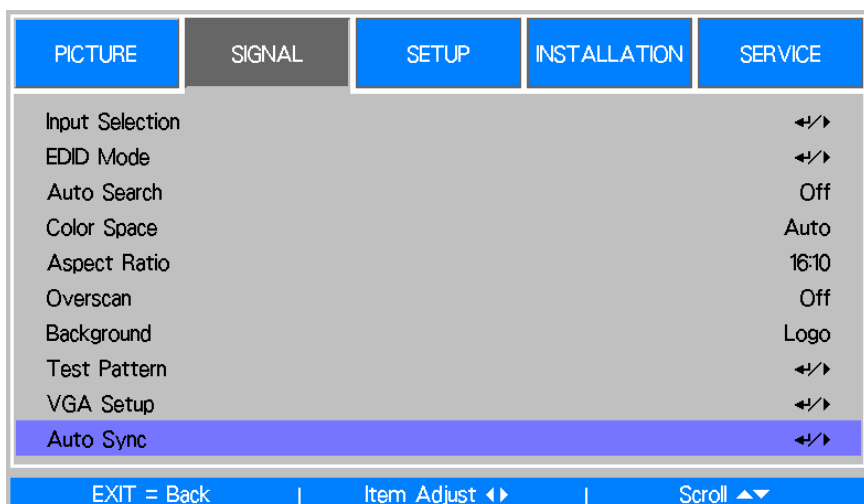 PICTURE SIGNAL SETUP INSTALLATION SERVICE
Input Selection ↵/▶
EDID Mode ↵/▶
Auto Search Off
Color Space Auto
Aspect Ratio 16:10
Overscan Off
Background Logo
Test Pattern ↵/▶
VGA Setup ↵/▶
Auto Sync ↵/▶
EXIT = Back | Item Adjust ◀▶ | Scroll ▲▼